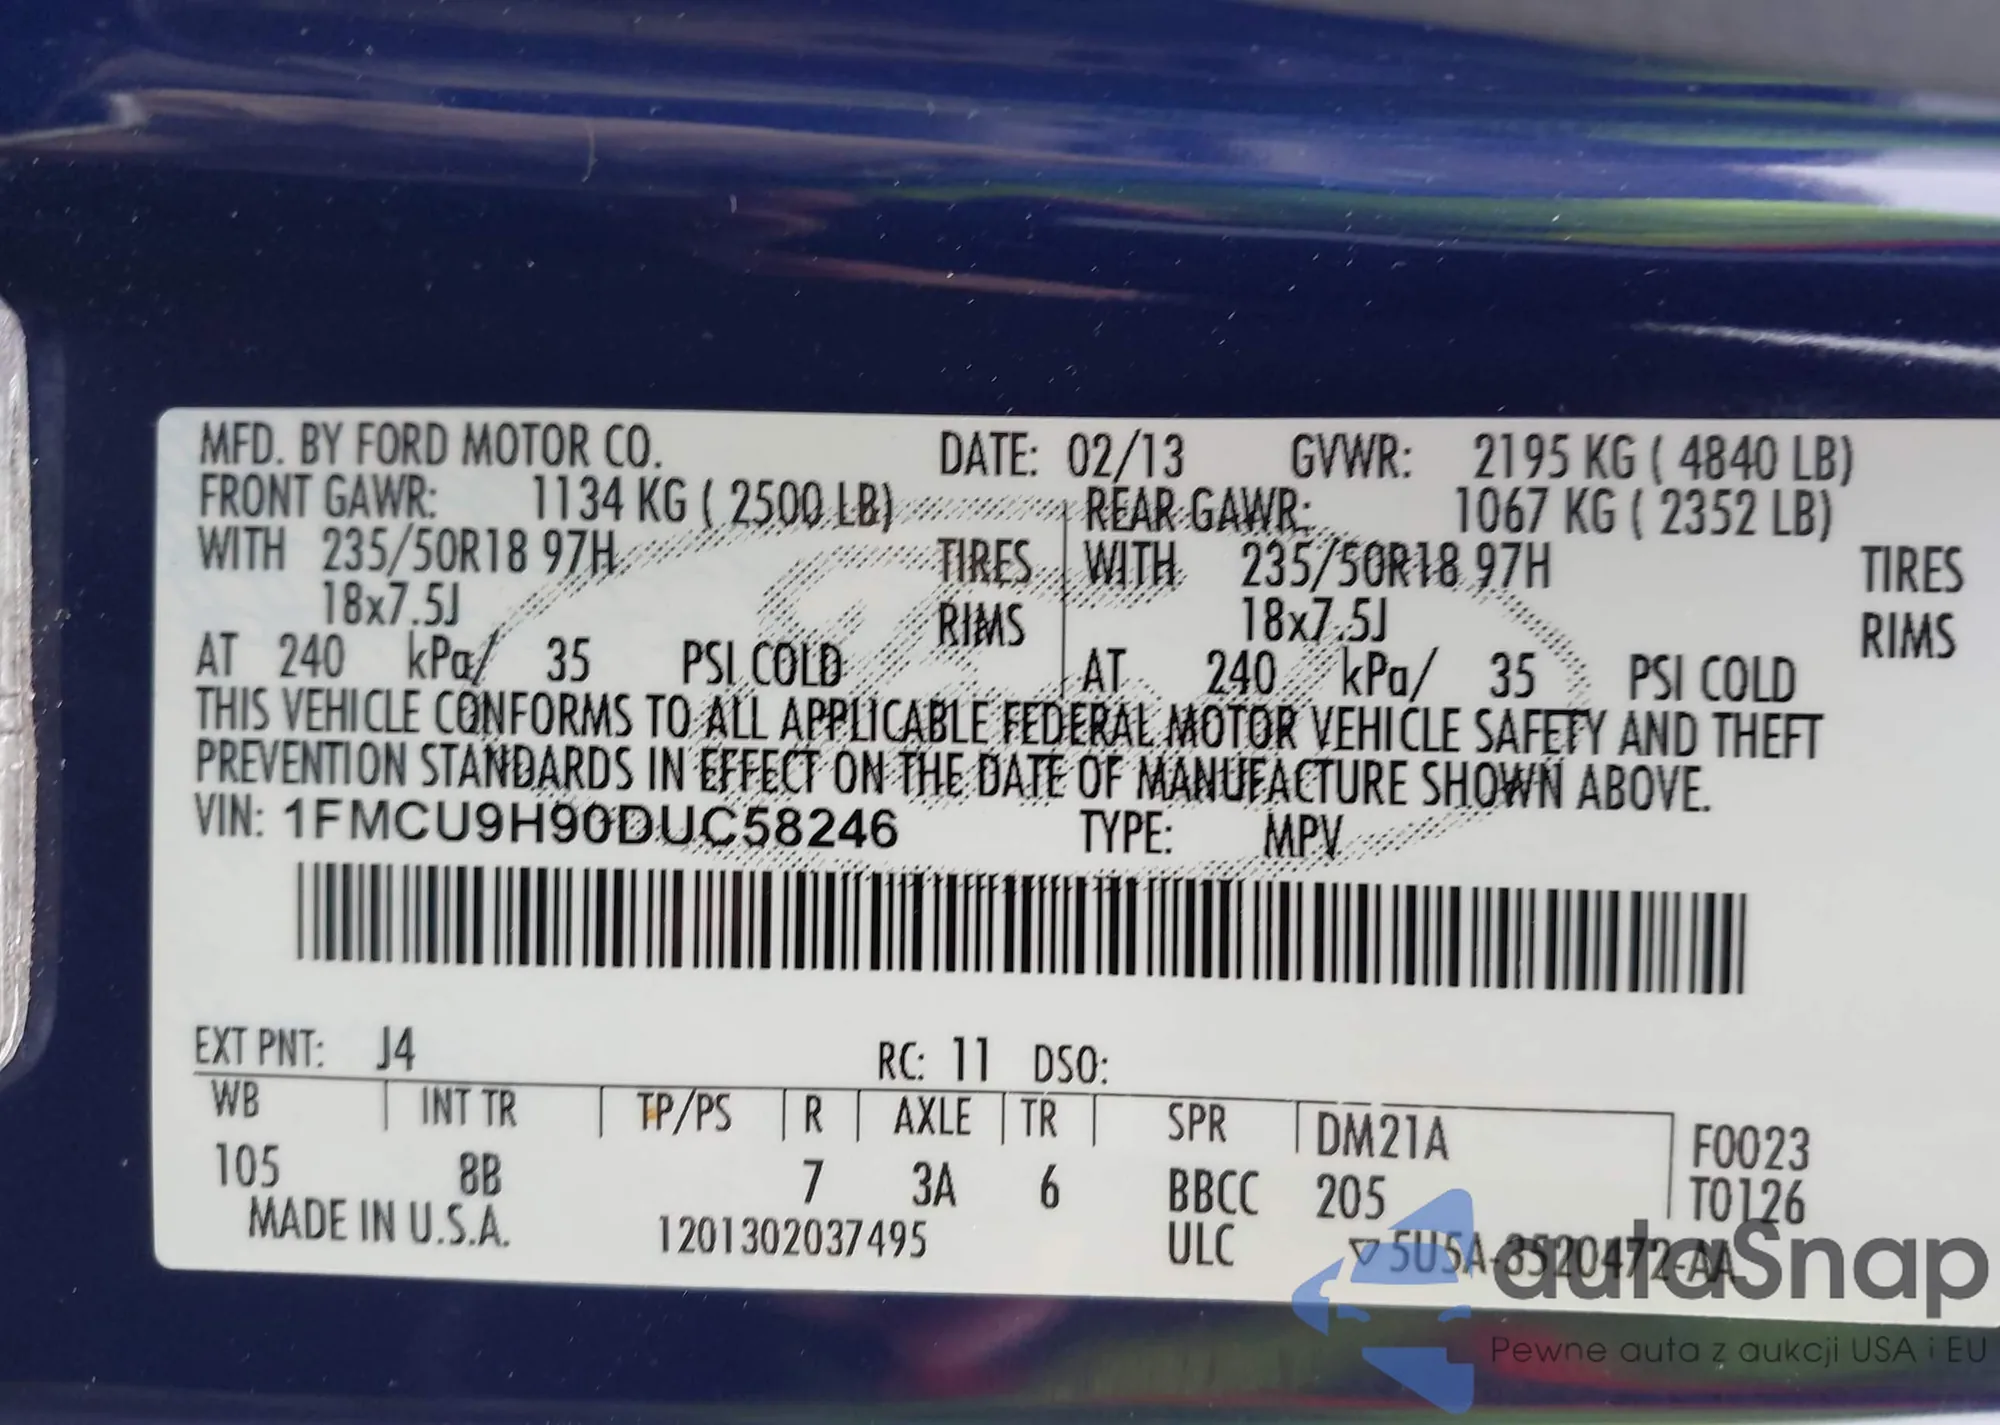 MFD. BY FORD MOTOR CO. DATE: 02/13 GVWR: 2195 KG ( 4840 LB)
FRONT GAWR: 1134 KG ( 2500 LB) REAR GAWR: 1067 KG ( 2352 LB)
WITH 235/50R18 97H TIRES WITH 235/50R18 97H TIRES
18x7.5J RIMS 18x7.5J RIMS
AT 240 kPa/ 35 PSI COLD AT 240 kPa/ 35 PSI COLD
THIS VEHICLE CONFORMS TO ALL APPLICABLE FEDERAL MOTOR VEHICLE SAFETY AND THEFT
PREVENTION STANDARDS IN EFFECT ON THE DATE OF MANUFACTURE SHOWN ABOVE.
VIN: 1FMCU9H90DUC58246 TYPE: MPV
EXT PNT: J4 RC: 11 DSO:
WB INT TR TP/PS R AXLE TR SPR DM21A F0023
105 8B 7 3A 6 BBCC 205 T0126
MADE IN U.S.A. 1201302037495 ULC ▽5U5A-3520472-AA
autoSnap
Pewne auta z aukcji USA i EU